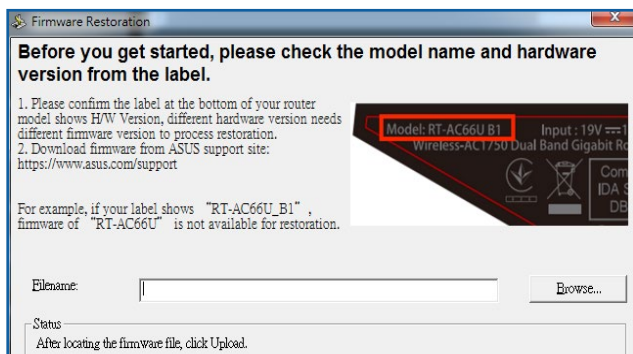 Firmware Restoration
Before you get started, please check the model name and hardware
version from the label.
1. Please confirm the label at the bottom of your router
model shows H/W Version, different hardware version needs
different firmware version to process restoration.
2. Download firmware from ASUS support site:
https://www.asus.com/support
For example, if your label shows “RT-AC66U_B1”,
firmware of “RT-AC66U” is not available for restoration.
Model: RT-AC66U B1 Input : 19V
Wireless-AC1750 Dual Band Gigabit
Com
IDA S
DB
Filename:
Browse...
Status
After locating the firmware file, click Upload.